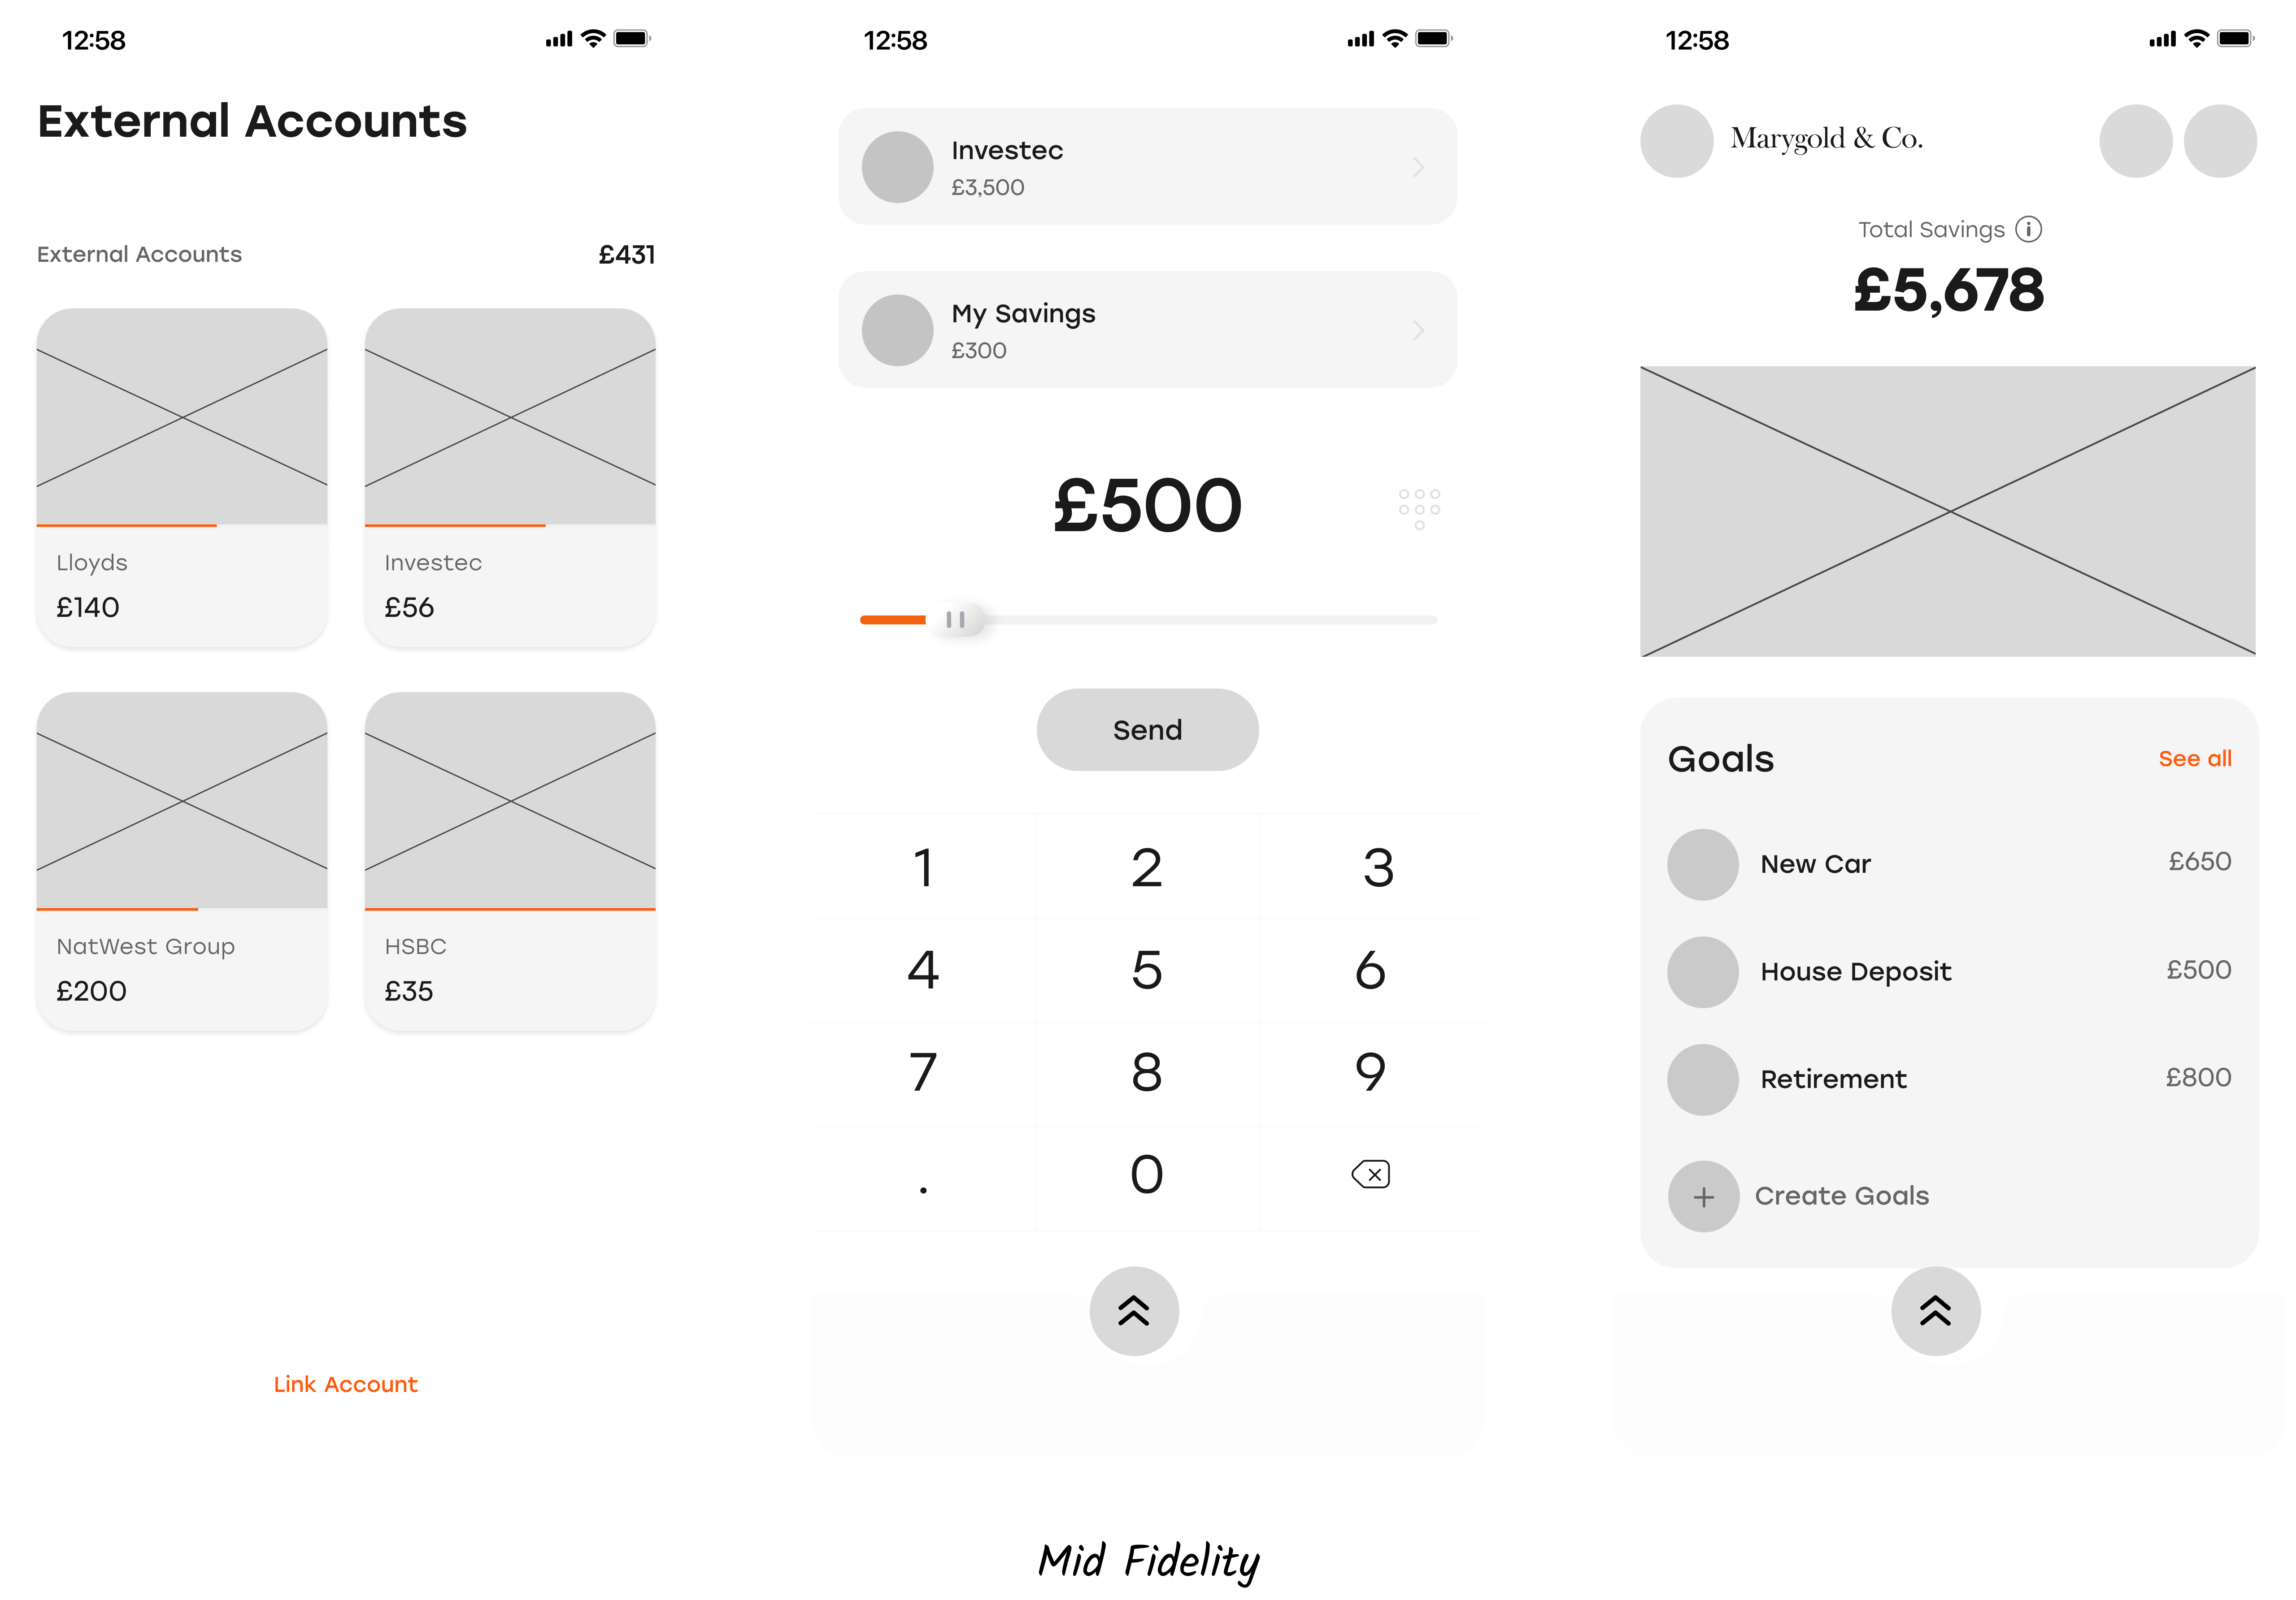 12:58
External Accounts
External Accounts £431
Lloyds
£140
Investec
£56
NatWest Group
£200
HSBC
£35
Link Account
12:58
Investec
£3,500
My Savings
£300
£500
Send
1 2 3
4 5 6
7 8 9
. 0
12:58
Marygold & Co.
Total Savings
£5,678
Goals See all
New Car £650
House Deposit £500
Retirement £800
+ Create Goals
Mid Fidelity